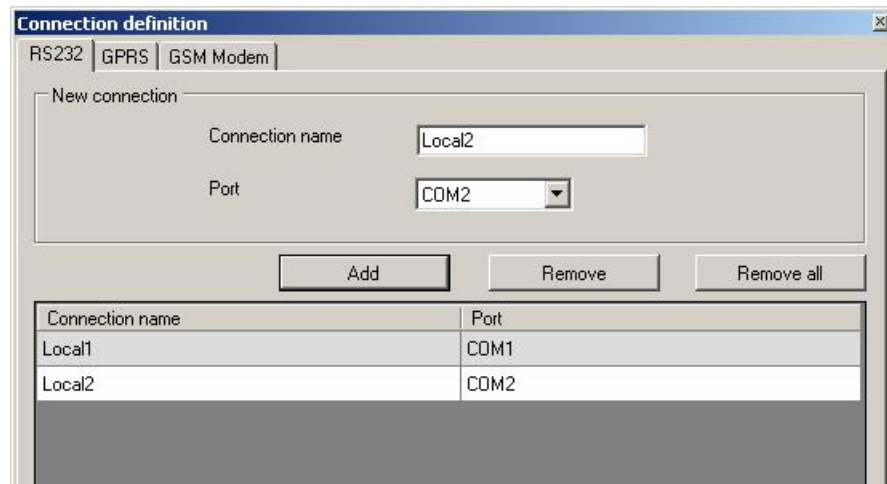 Connection definition
RS232 GPRS GSM Modem
New connection
Connection name Local2
Port COM2
Add Remove Remove all
Connection name Port
Local1 COM1
Local2 COM2